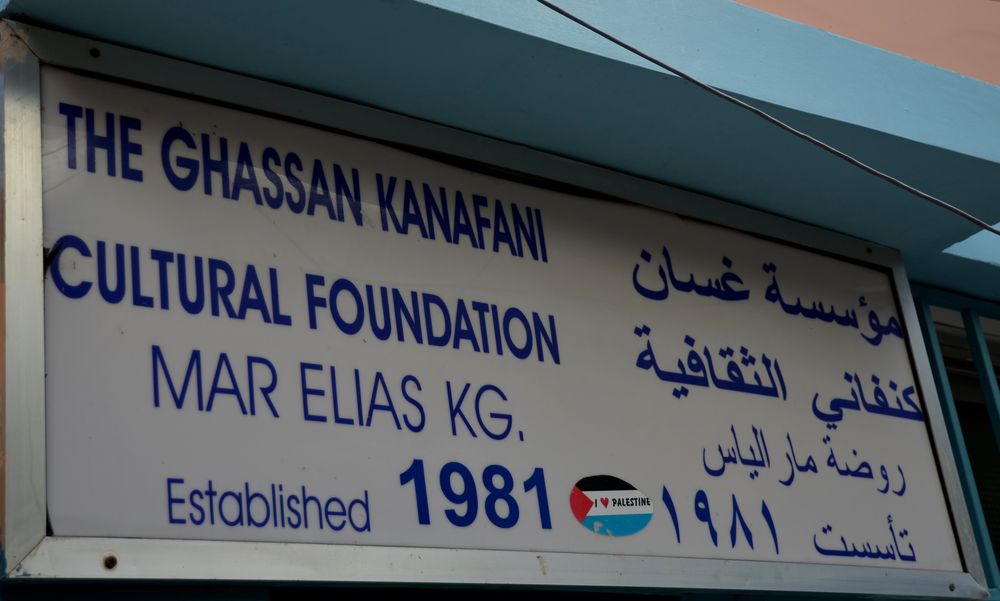 THE GHASSAN KANAFANI
CULTURAL FOUNDATION
MAR ELIAS KG.
Established 1981
I ♥ PALESTINE
مؤسسة غسان
كنفاني الثقافية
روضة مار الياس
تأسست ١٩٨١